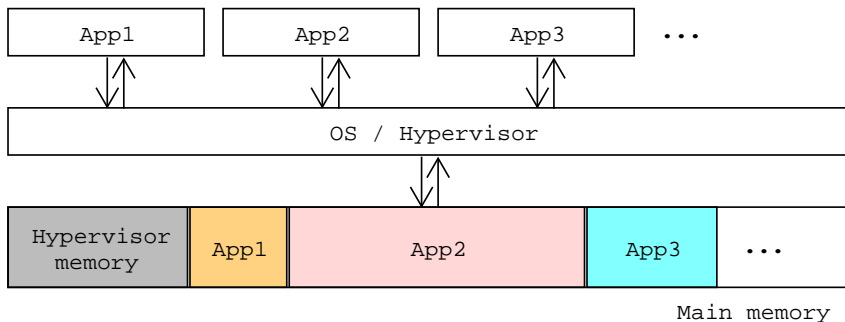 App1
App2
App3
...
OS / Hypervisor
Hypervisor
memory
App1
App2
App3
...
Main memory